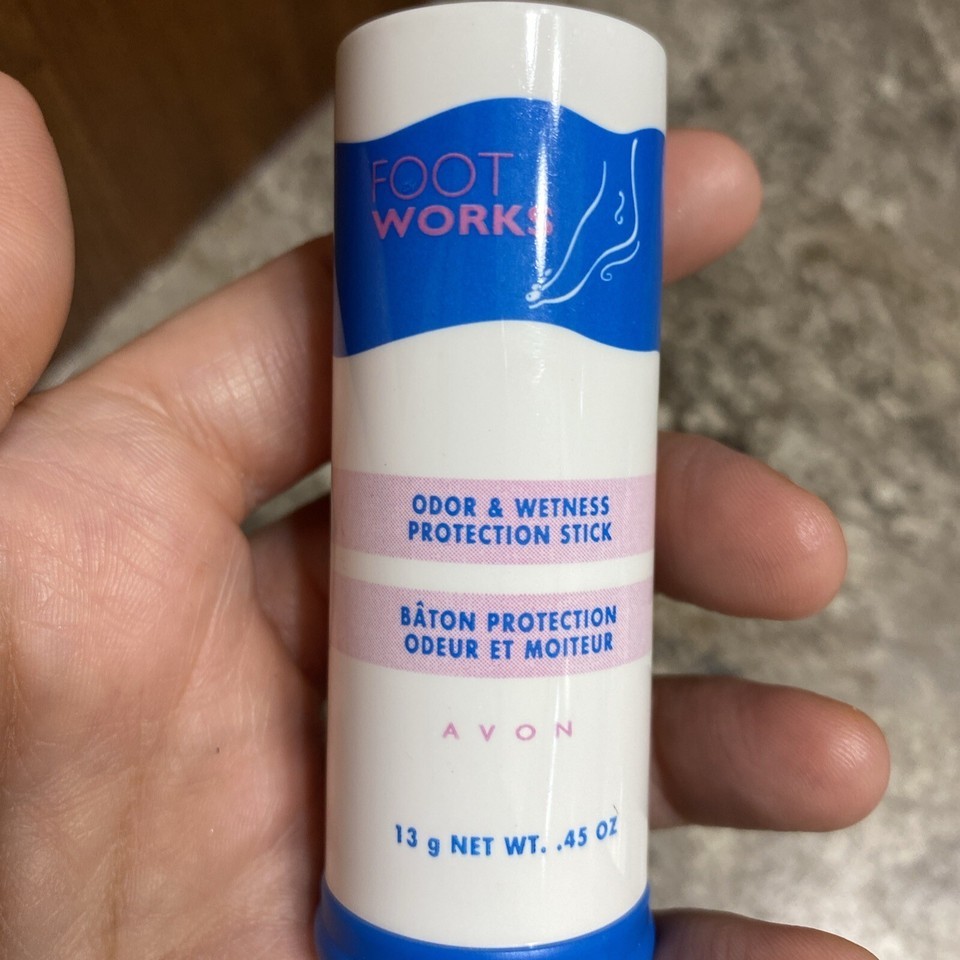 FOOT
WORKS
ODOR & WETNESS
PROTECTION STICK
BÂTON PROTECTION
ODEUR ET MOITEUR
AVON
13 g NET WT. .45 OZ